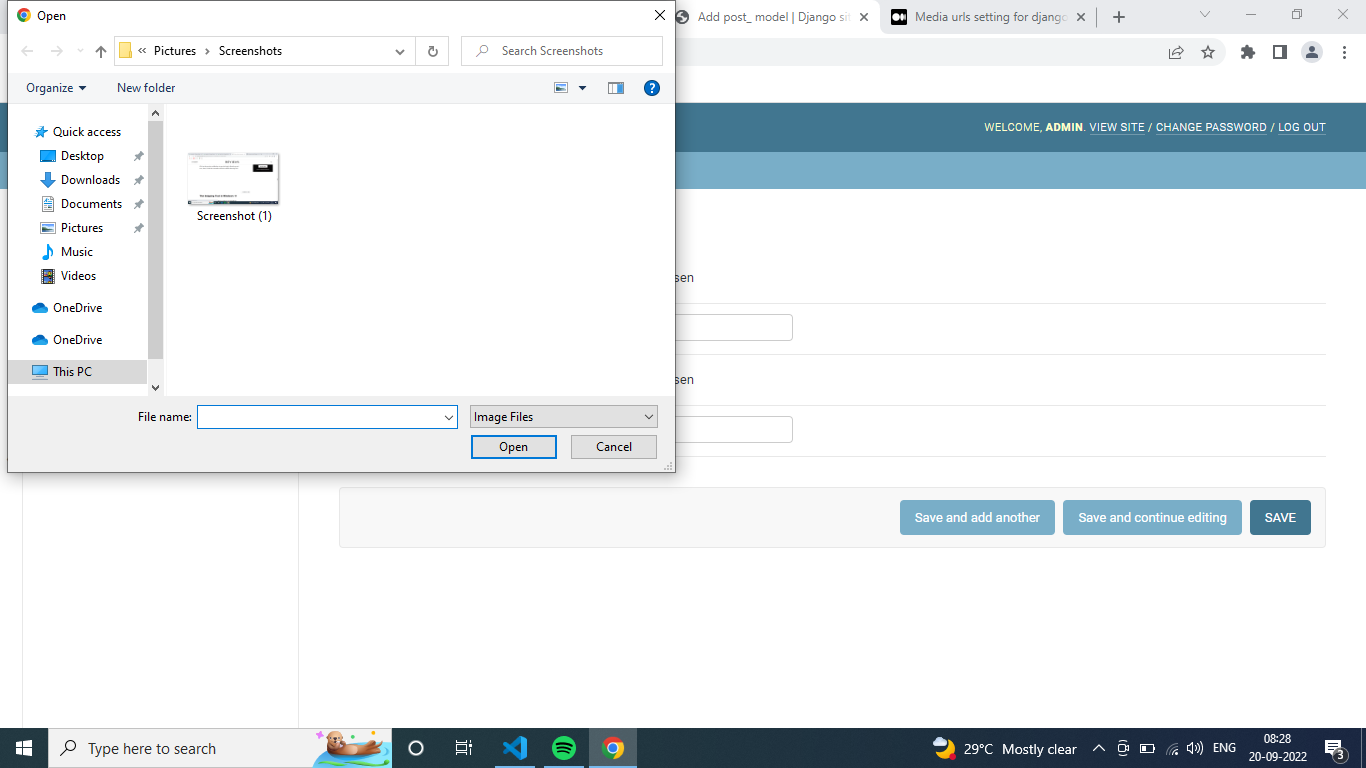 Open
Add post_ model | Django sit
Media urls setting for django
« Pictures › Screenshots
Search Screenshots
Organize
New folder
WELCOME, ADMIN. VIEW SITE / CHANGE PASSWORD / LOG OUT
Quick access
Desktop
Downloads
Documents
Pictures
Music
Videos
OneDrive
OneDrive
This PC
Screenshot (1)
sen
sen
File name:
Image Files
Open
Cancel
Save and add another
Save and continue editing
SAVE
Type here to search
29°C Mostly clear
ENG
08:28
20-09-2022
3